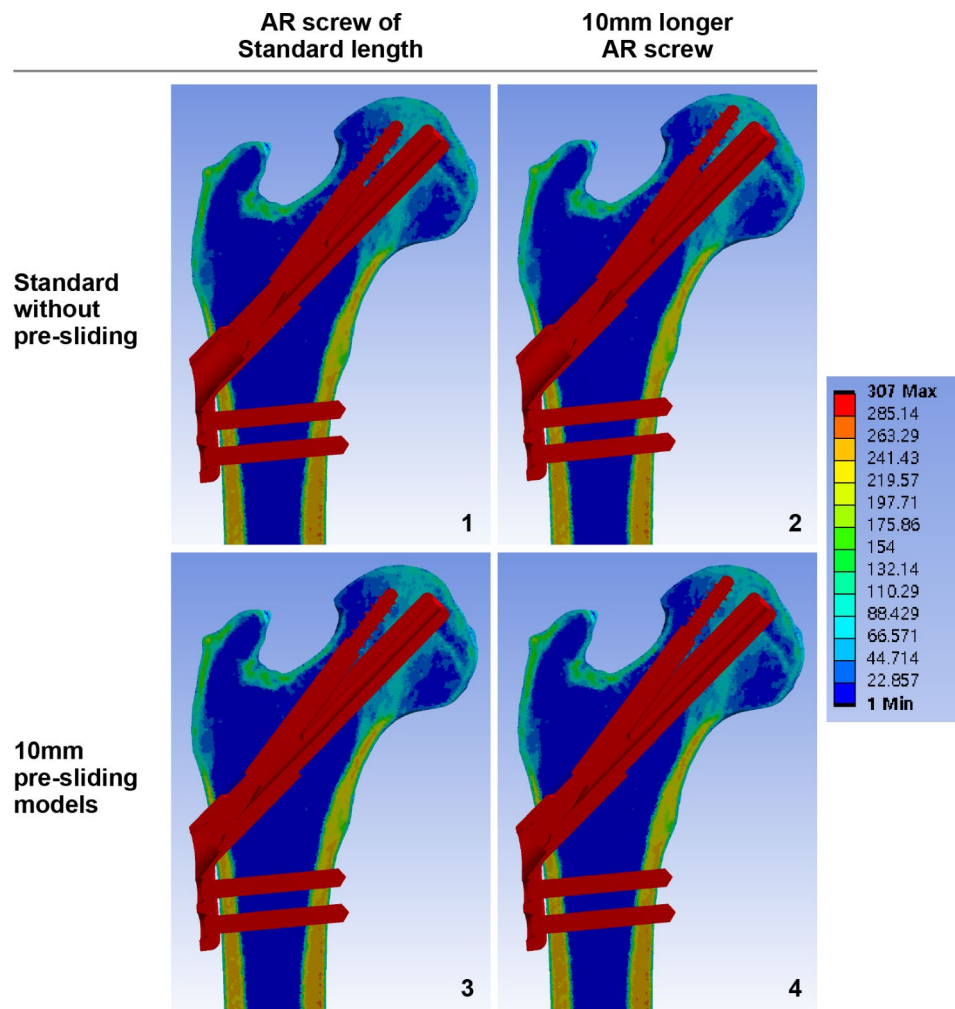 AR screw of
Standard length
10mm longer
AR screw
Standard
without
pre-sliding
1
2
10mm
pre-sliding
models
3
4
307 Max
285.14
263.29
241.43
219.57
197.71
175.86
154
132.14
110.29
88.429
66.571
44.714
22.857
1 Min